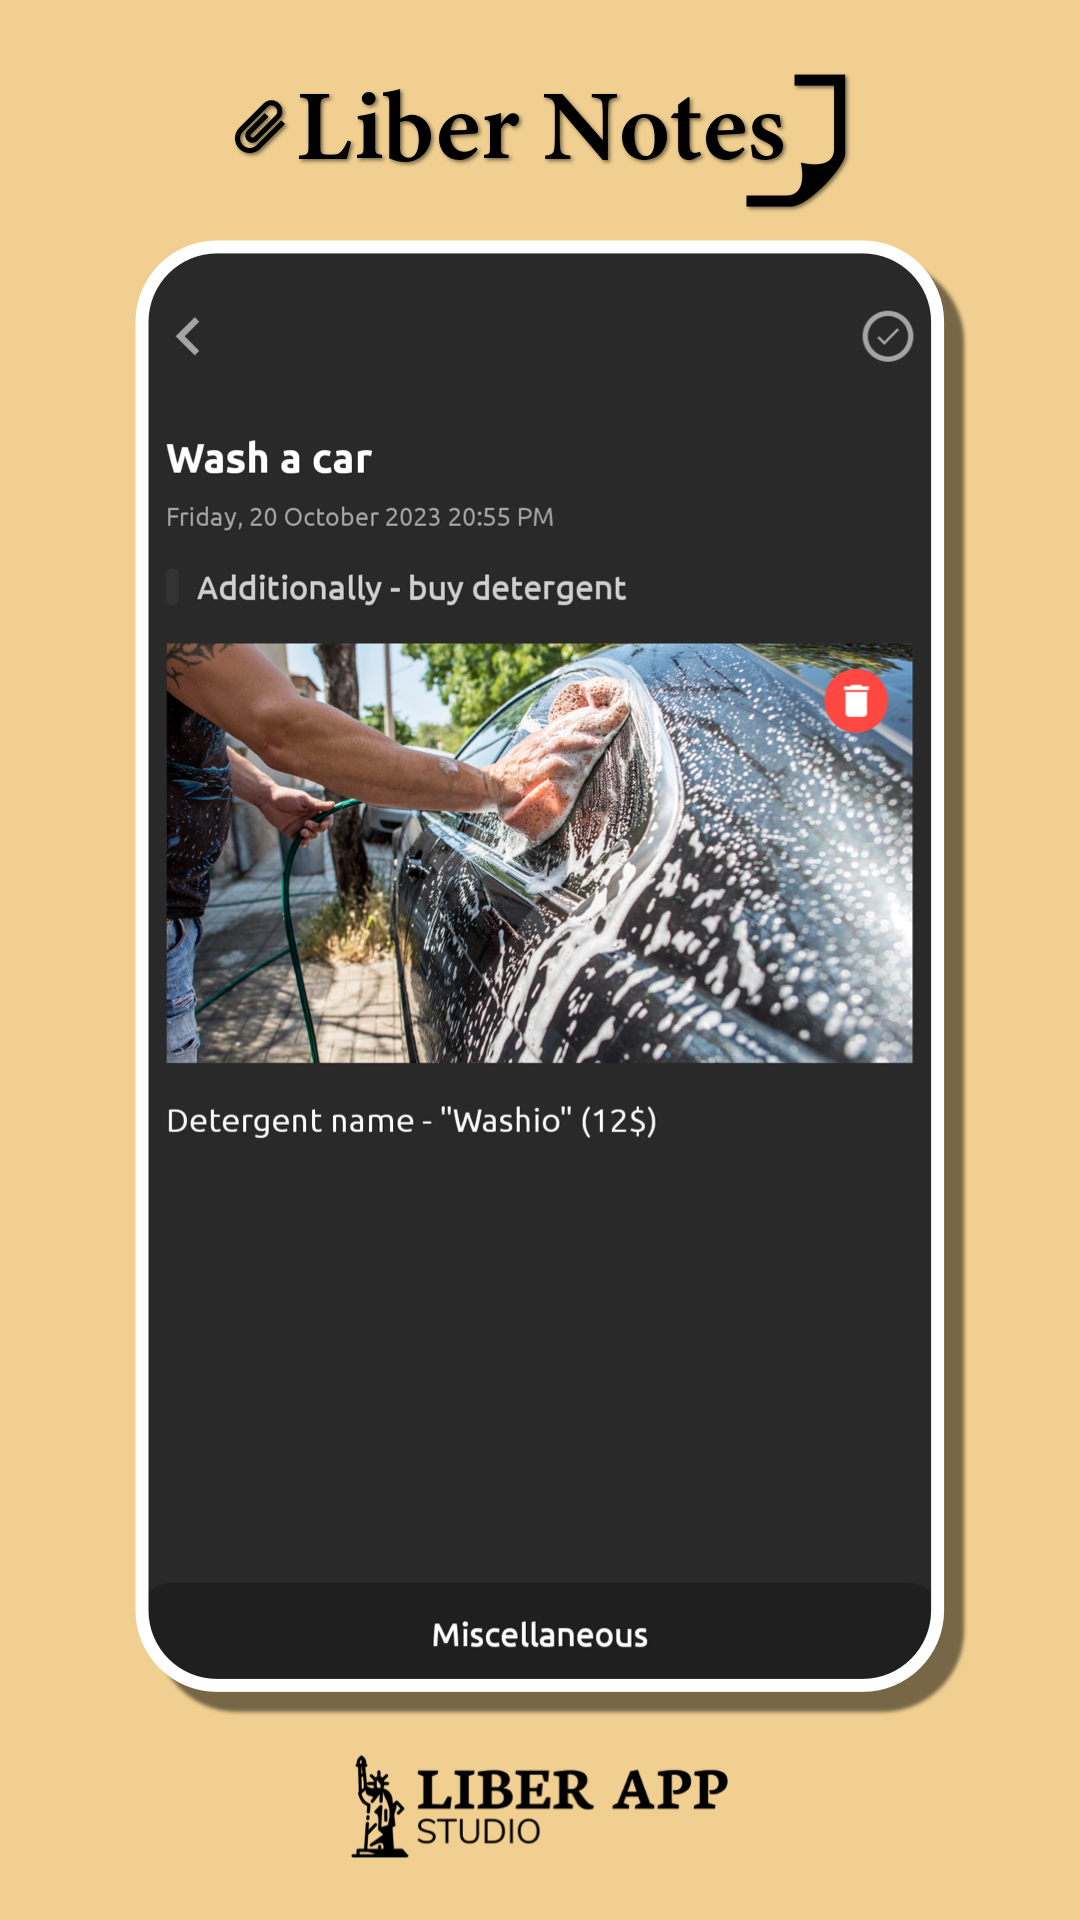 Liber Notes
Wash a car
Friday, 20 October 2023 20:55 PM
Additionally - buy detergent
Detergent name - "Washio" (12$)
Miscellaneous
LIBER APP
STUDIO